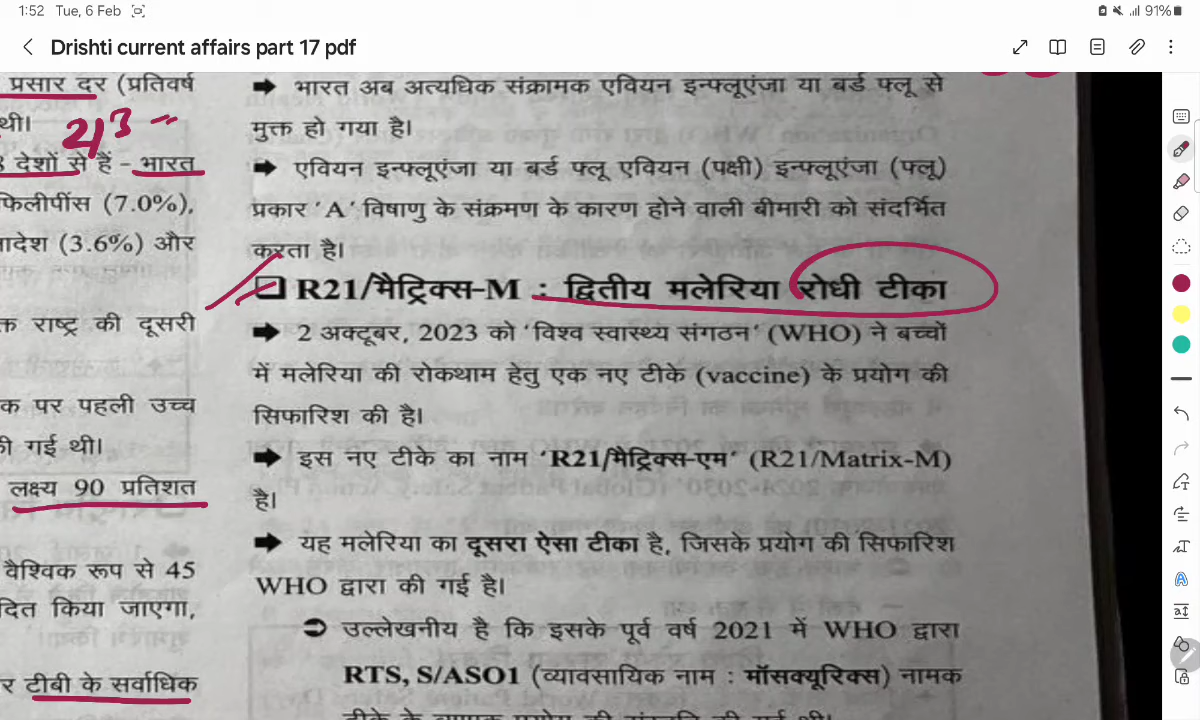 1:52 Tue, 6 Feb
91%
Drishti current affairs part 17 pdf
प्रसार दर (प्रतिवर्ष
थी।
2/3
देशों से हैं - भारत
फिलीपींस (7.0%),
(3.6%) और
राष्ट्र की दूसरी
पर पहली उच्च
गई थी।
लक्ष्य 90 प्रतिशत
वैश्विक रूप से 45
किया जाएगा,
टीबी के सर्वाधिक
➡ भारत अब अत्यधिक संक्रामक एवियन इन्फ्लूएंजा या बर्ड फ्लू से
मुक्त हो गया है।
➡ एवियन इन्फ्लूएंजा या बर्ड फ्लू एवियन (पक्षी) इन्फ्लूएंजा (फ्लू)
प्रकार 'A' विषाणु के संक्रमण के कारण होने वाली बीमारी को संदर्भित
करता है।
❑ R21/मैट्रिक्स-M : द्वितीय मलेरिया रोधी टीका
➡ 2 अक्टूबर, 2023 को 'विश्व स्वास्थ्य संगठन' (WHO) ने बच्चों
में मलेरिया की रोकथाम हेतु एक नए टीके (vaccine) के प्रयोग की
सिफारिश की है।
➡ इस नए टीके का नाम 'R21/मैट्रिक्स-एम' (R21/Matrix-M)
है।
➡ यह मलेरिया का दूसरा ऐसा टीका है, जिसके प्रयोग की सिफारिश
WHO द्वारा की गई है।
➲ उल्लेखनीय है कि इसके पूर्व वर्ष 2021 में WHO द्वारा
RTS, S/ASO1 (व्यावसायिक नाम : मॉसक्यूरिक्स) नामक